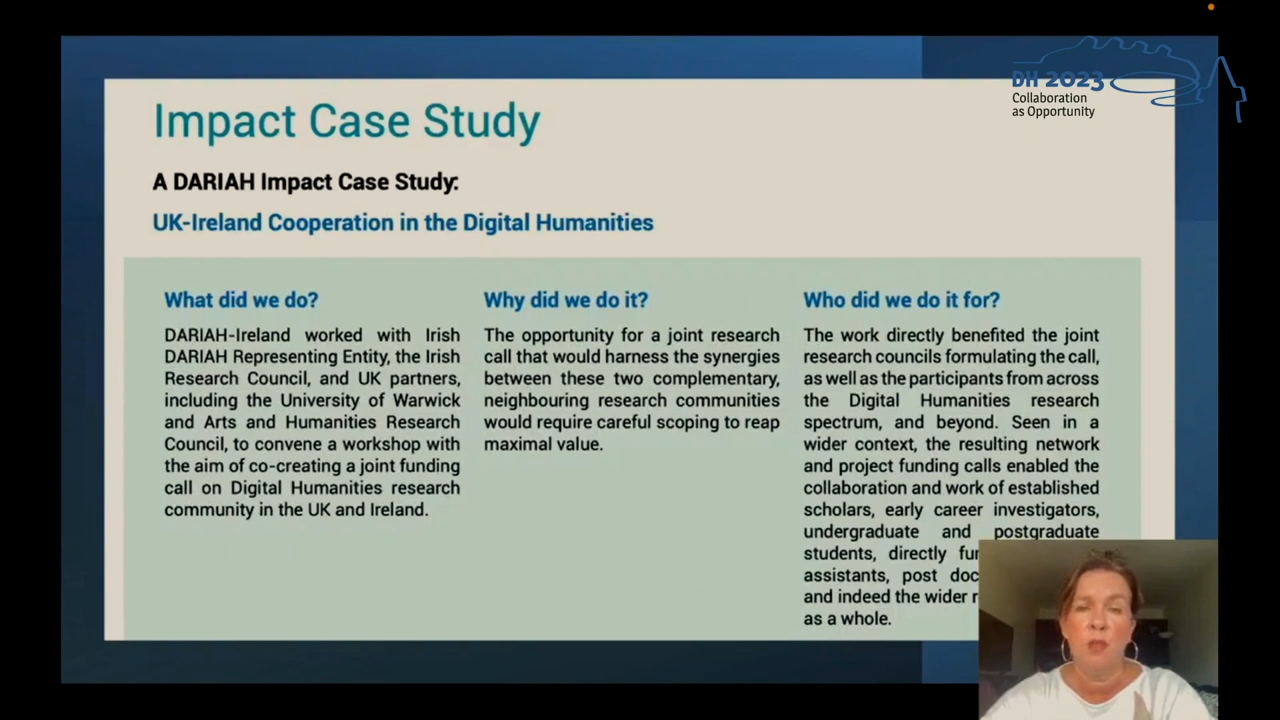 DH 2023
Collaboration
as Opportunity
Impact Case Study
A DARIAH Impact Case Study:
UK-Ireland Cooperation in the Digital Humanities
What did we do?
DARIAH-Ireland worked with Irish
DARIAH Representing Entity, the Irish
Research Council, and UK partners,
including the University of Warwick
and Arts and Humanities Research
Council, to convene a workshop with
the aim of co-creating a joint funding
call on Digital Humanities research
community in the UK and Ireland.
Why did we do it?
The opportunity for a joint research
call that would harness the synergies
between these two complementary,
neighbouring research communities
would require careful scoping to reap
maximal value.
Who did we do it for?
The work directly benefited the joint
research councils formulating the call,
as well as the participants from across
the Digital Humanities research
spectrum, and beyond. Seen in a
wider context, the resulting network
and project funding calls enabled the
collaboration and work of established
scholars, early career investigators,
undergraduate and postgraduate
students, directly
assistants, post
and indeed the wider
as a whole.